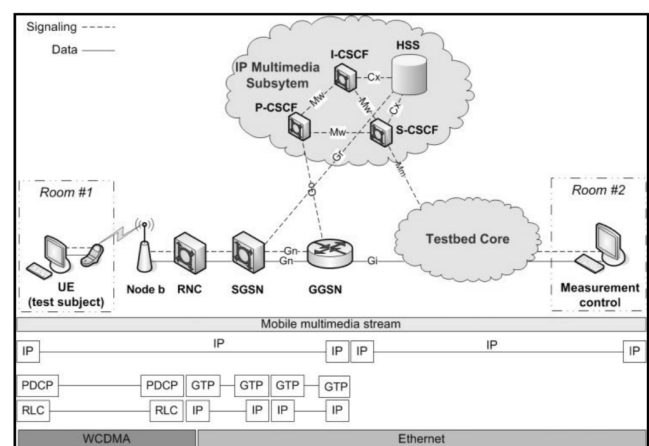 Signaling
Data
I-CSCF
HSS
IP Multimedia
Subsytem
Cx
P-CSCF
Mw
Mw
Cx
Mw
S-CSCF
Gr
Go
Mm
Room #1
Room #2
Testbed Core
Gn
Gn
Gi
UE
(test subject)
Node b
RNC
SGSN
GGSN
Measurement
control
Mobile multimedia stream
IP IP IP IP IP IP
PDCP PDCP GTP GTP GTP GTP
RLC RLC IP IP IP IP
WCDMA Ethernet